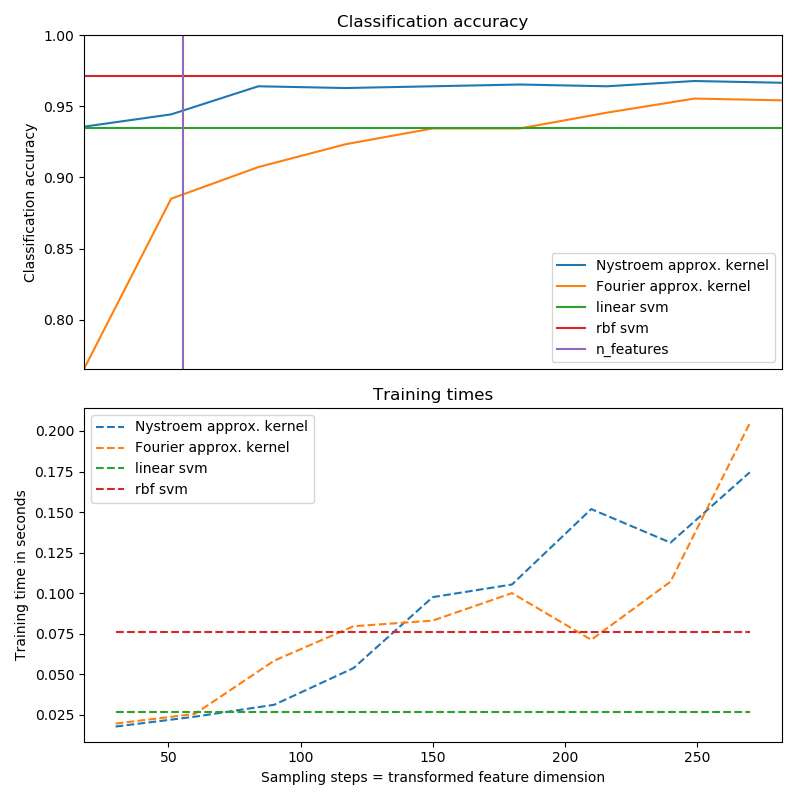 Classification accuracy
1.00
0.95
0.90
0.85
0.80
Classification accuracy
Nystroem approx. kernel
Fourier approx. kernel
linear svm
rbf svm
n_features
Training times
0.200
0.175
0.150
0.125
0.100
0.075
0.050
0.025
Training time in seconds
Nystroem approx. kernel
Fourier approx. kernel
linear svm
rbf svm
50 100 150 200 250
Sampling steps = transformed feature dimension